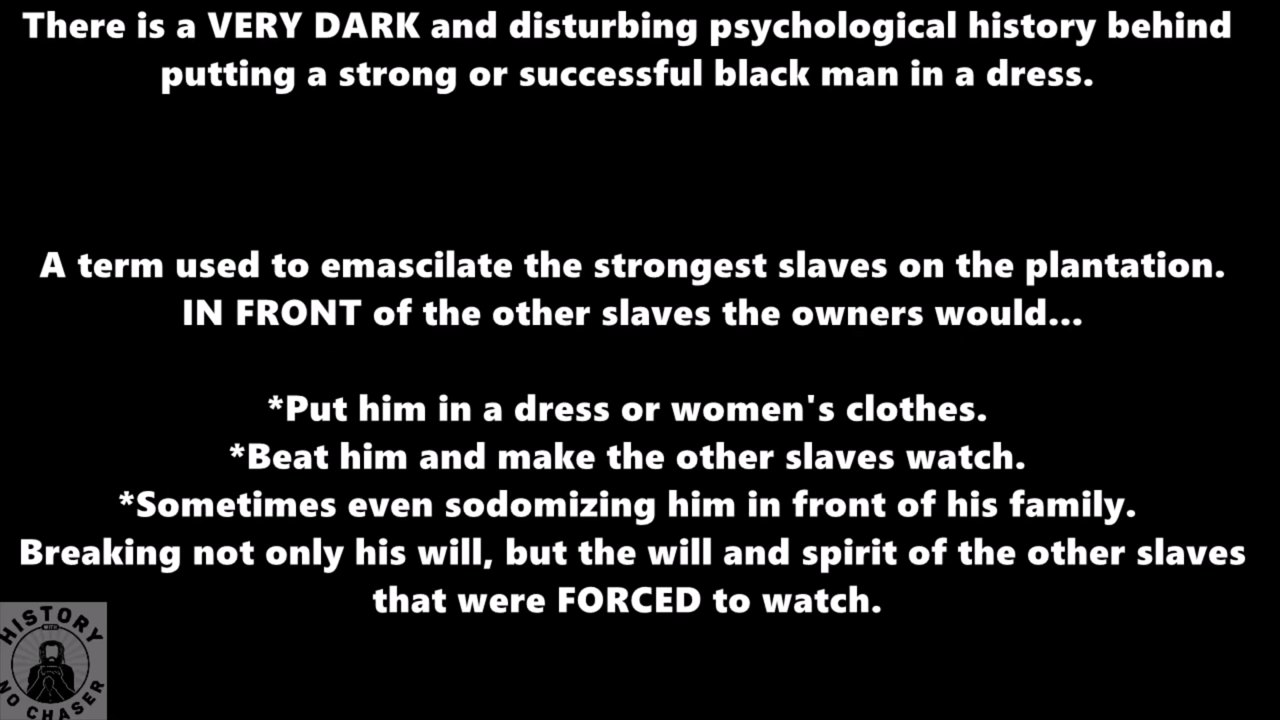 There is a VERY DARK and disturbing psychological history behind
putting a strong or successful black man in a dress.
A term used to emascilate the strongest slaves on the plantation.
IN FRONT of the other slaves the owners would...
*Put him in a dress or women's clothes.
*Beat him and make the other slaves watch.
*Sometimes even sodomizing him in front of his family.
Breaking not only his will, but the will and spirit of the other slaves
that were FORCED to watch.
HISTORY
WITH
NO CHASER